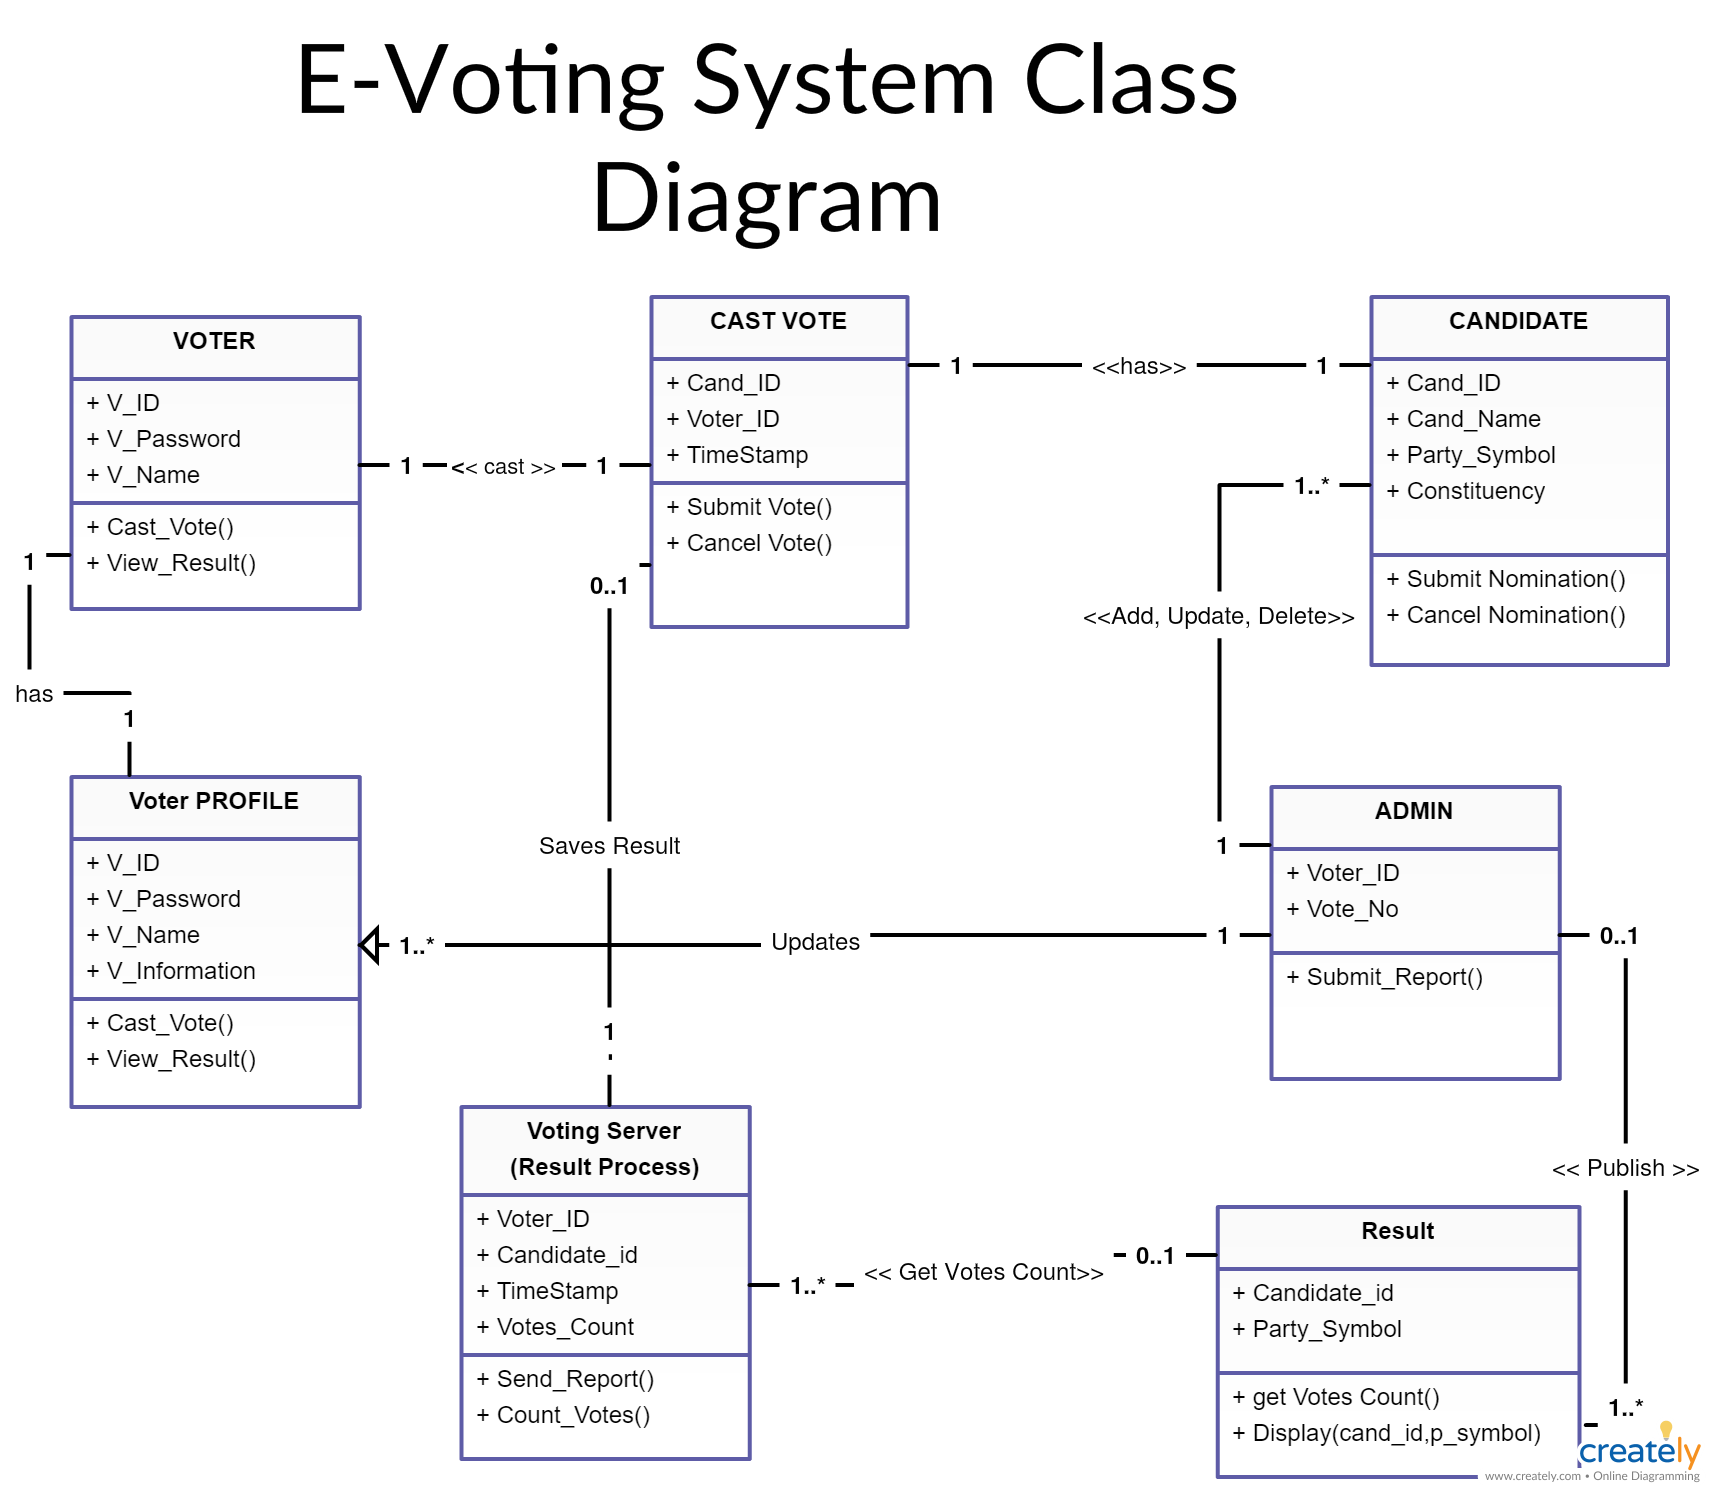 E-Voting System Class
Diagram
VOTER
+ V_ID
+ V_Password
+ V_Name
+ Cast_Vote()
+ View_Result()
1
<< cast >>
1
CAST VOTE
+ Cand_ID
+ Voter_ID
+ TimeStamp
+ Submit Vote()
+ Cancel Vote()
1
<<has>>
1
CANDIDATE
+ Cand_ID
+ Cand_Name
+ Party_Symbol
+ Constituency
+ Submit Nomination()
+ Cancel Nomination()
1
has
1
0..1
Saves Result
1
1..*
<<Add, Update, Delete>>
1
Voter PROFILE
+ V_ID
+ V_Password
+ V_Name
+ V_Information
+ Cast_Vote()
+ View_Result()
1..*
Updates
1
ADMIN
+ Voter_ID
+ Vote_No
+ Submit_Report()
0..1
<< Publish >>
1..*
Voting Server
(Result Process)
+ Voter_ID
+ Candidate_id
+ TimeStamp
+ Votes_Count
+ Send_Report()
+ Count_Votes()
1..*
<< Get Votes Count>>
0..1
Result
+ Candidate_id
+ Party_Symbol
+ get Votes Count()
+ Display(cand_id,p_symbol)
creately
www.creately.com • Online Diagramming